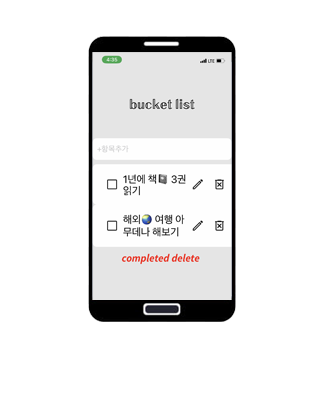 4:35
LTE
bucket list
+항목추가
1년에 책📚 3권
읽기
해외🌏 여행 아
무데나 해보기
completed delete